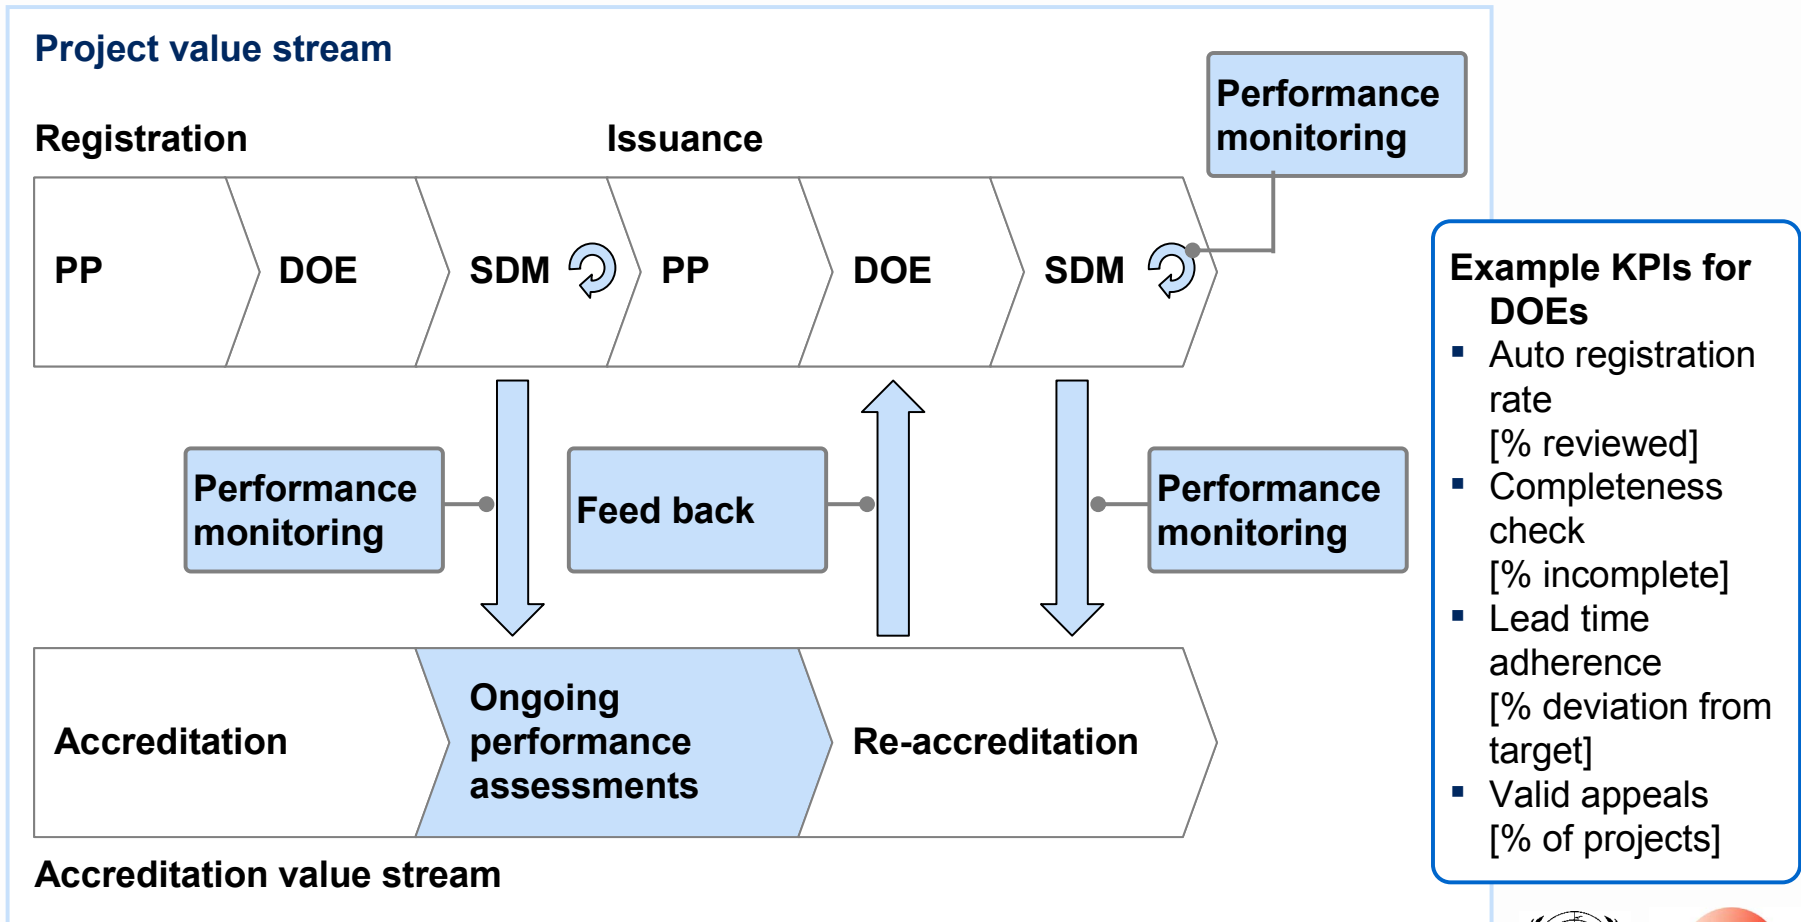 Project value stream
Performance
monitoring
Registration
Issuance
PP
DOE
SDM
PP
DOE
SDM
Performance
monitoring
Feed back
Performance
monitoring
Accreditation
Ongoing
performance
assessments
Re-accreditation
Accreditation value stream
Example KPIs for
DOEs
▪ Auto registration
rate
[% reviewed]
▪ Completeness
check
[% incomplete]
▪ Lead time
adherence
[% deviation from
target]
▪ Valid appeals
[% of projects]